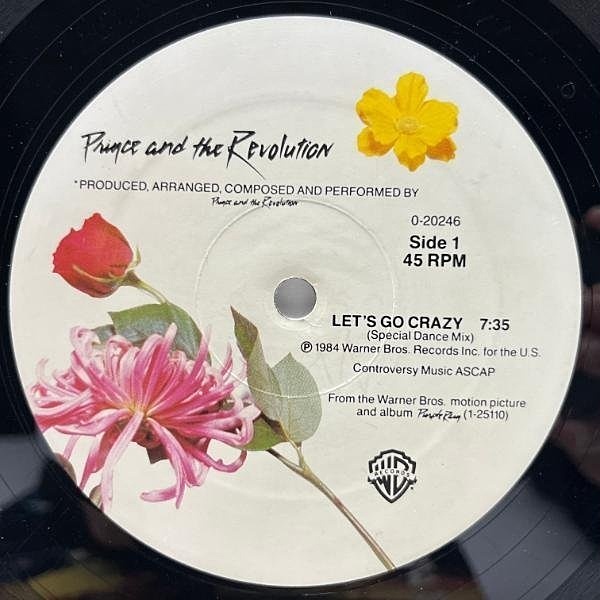 Prince and the Revolution
*PRODUCED, ARRANGED, COMPOSED AND PERFORMED BY
Prince and the Revolution
0-20246
Side 1
45 RPM
LET'S GO CRAZY 7:35
(Special Dance Mix)
℗ 1984 Warner Bros. Records Inc. for the U.S.
Controversy Music ASCAP
From the Warner Bros. motion picture
and album Purple Rain (1-25110)
WB RECORDS